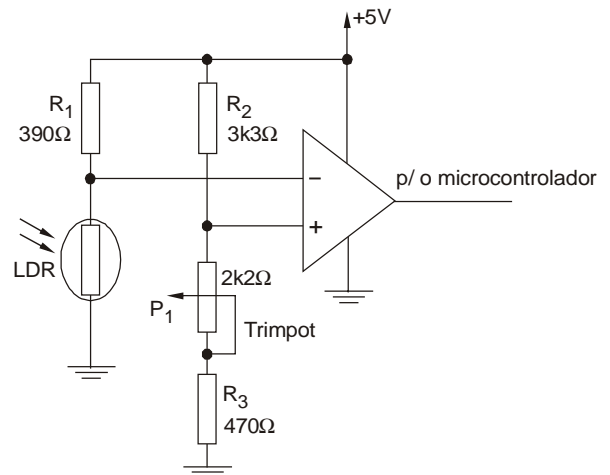 +5V
R1
390Ω
R2
3k3Ω
p/ o microcontrolador
−
+
LDR
2k2Ω
P1
Trimpot
R3
470Ω